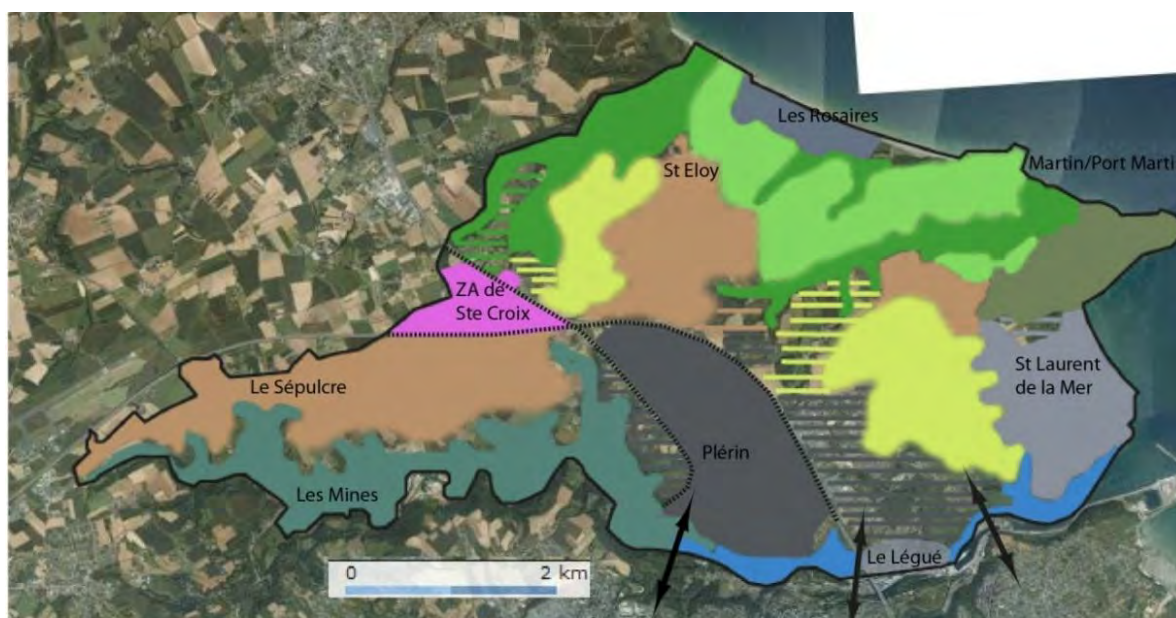 Les Rosaires
Martin/Port Marti
St Eloy
ZA de
Ste Croix
St Laurent
de la Mer
Le Sépulcre
Plérin
Les Mines
Le Légué
0 2 km